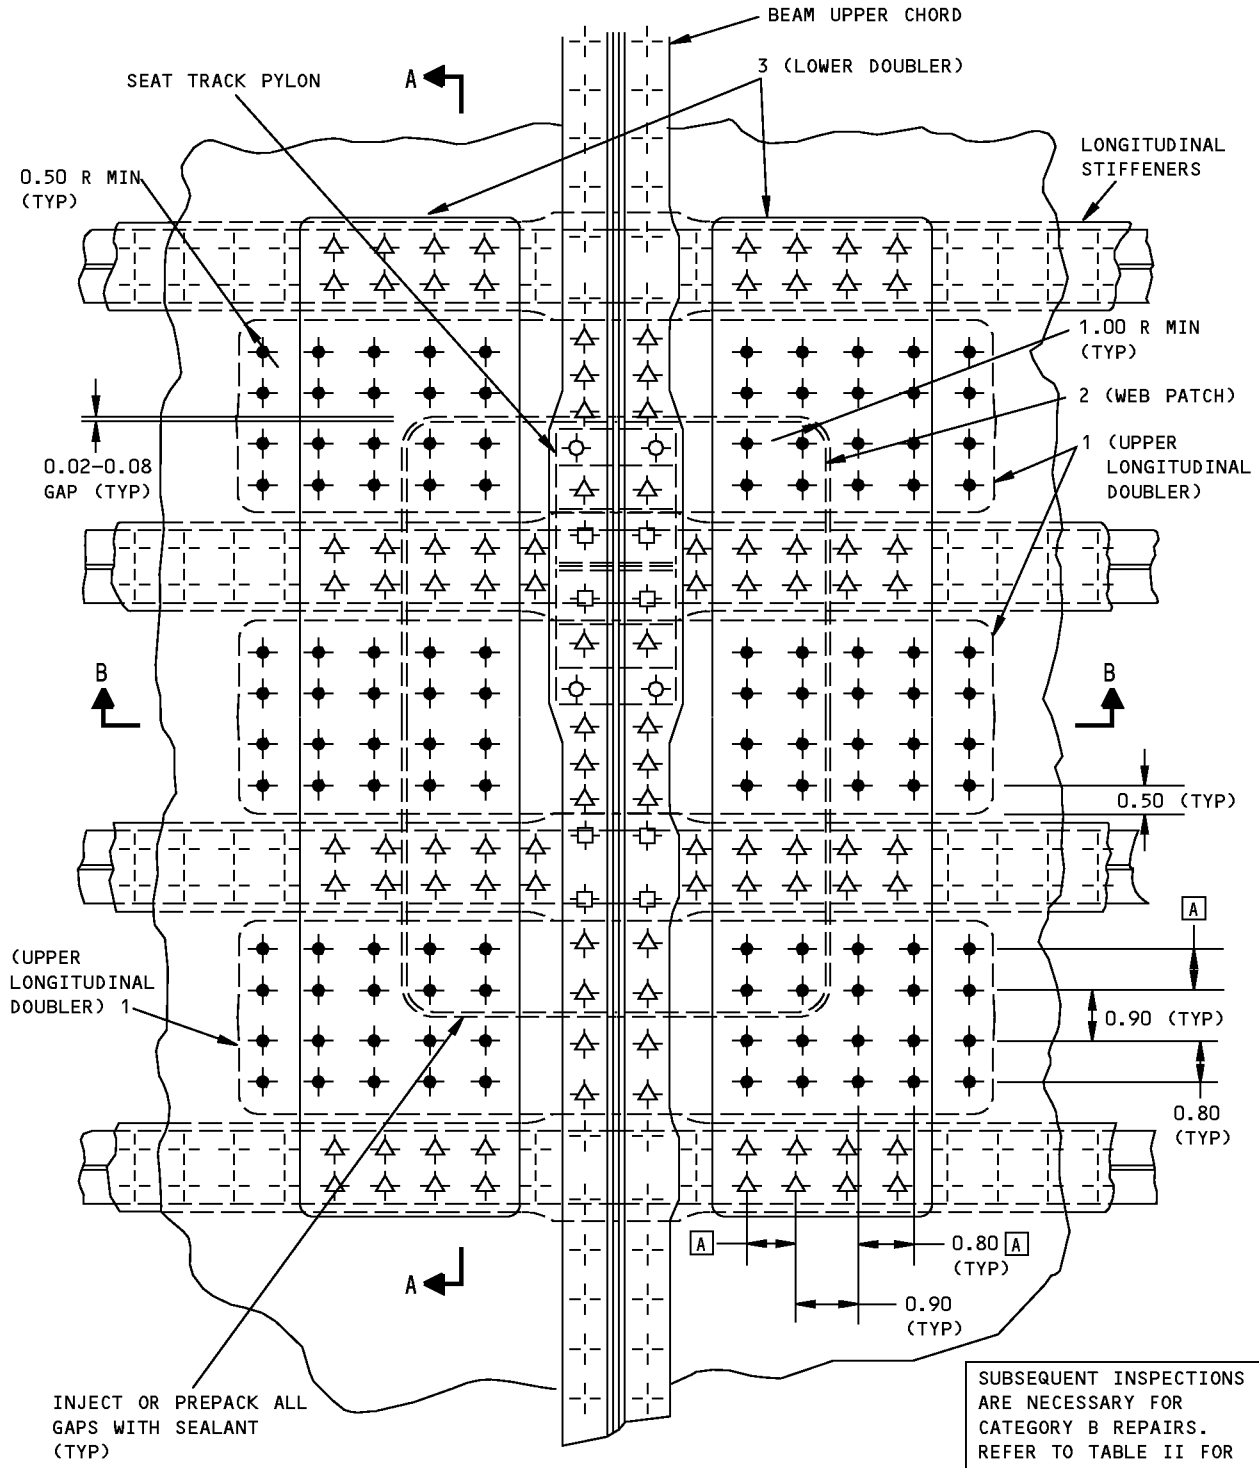 BEAM UPPER CHORD
3 (LOWER DOUBLER)
SEAT TRACK PYLON
A
LONGITUDINAL
STIFFENERS
0.50 R MIN
(TYP)
1.00 R MIN
(TYP)
2 (WEB PATCH)
1 (UPPER
LONGITUDINAL
DOUBLER)
0.02-0.08
GAP (TYP)
B
B
0.50 (TYP)
A
(UPPER
LONGITUDINAL
DOUBLER) 1
0.90 (TYP)
0.80
(TYP)
A
0.80 A
(TYP)
A
0.90
(TYP)
INJECT OR PREPACK ALL
GAPS WITH SEALANT
(TYP)
SUBSEQUENT INSPECTIONS
ARE NECESSARY FOR
CATEGORY B REPAIRS.
REFER TO TABLE II FOR